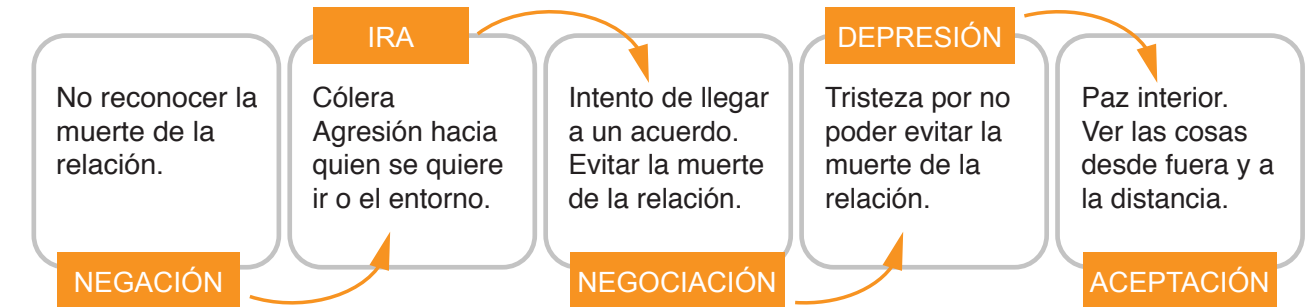 No reconocer la
muerte de la
relación.
NEGACIÓN
IRA
Cólera
Agresión hacia
quien se quiere
ir o el entorno.
Intento de llegar
a un acuerdo.
Evitar la muerte
de la relación.
NEGOCIACIÓN
DEPRESIÓN
Tristeza por no
poder evitar la
muerte de la
relación.
Paz interior.
Ver las cosas
desde fuera y a
la distancia.
ACEPTACIÓN